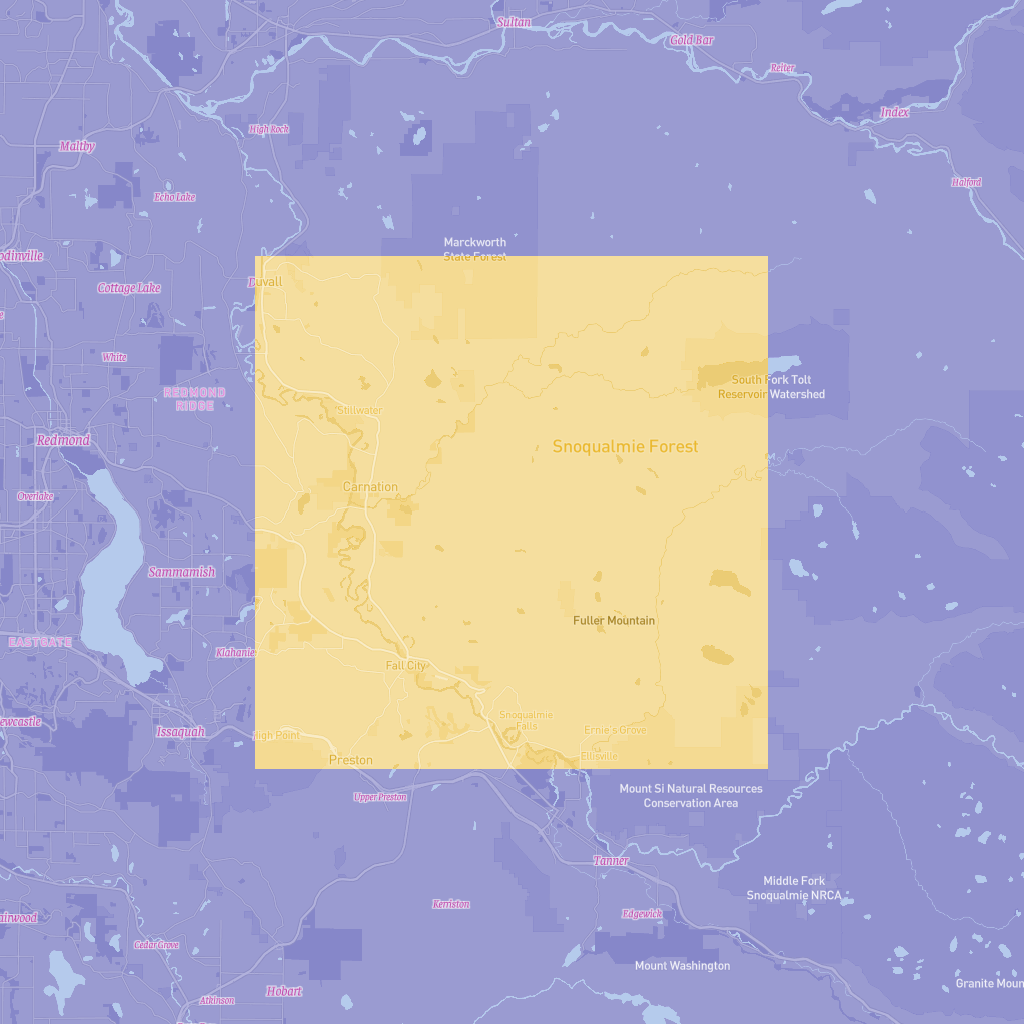 Sultan
Gold Bar
Relter
Index
High Rock
Maltby
Halford
Echo Lake
Marckworth
State Forest
odinville
Duvall
Cottage Lake
White
South Fork Tolt
Reservoir Watershed
REDMOND
RIDGE
Stillwater
Redmond
Snoqualmie Forest
Carnation
Overlake
Sammamish
Fuller Mountain
EASTGATE
Klahanie
Fall City
ewcastle
Snoqualmie
Falls
Issaquah
High Point
Ernie's Grove
Ellisville
Preston
Mount Si Natural Resources
Conservation Area
Upper Preston
Tanner
Middle Fork
Snoqualmie NRCA
Kerriston
Edgewick
airwood
Cedar Grove
Mount Washington
Granite Moun
Hobart
Atkinson